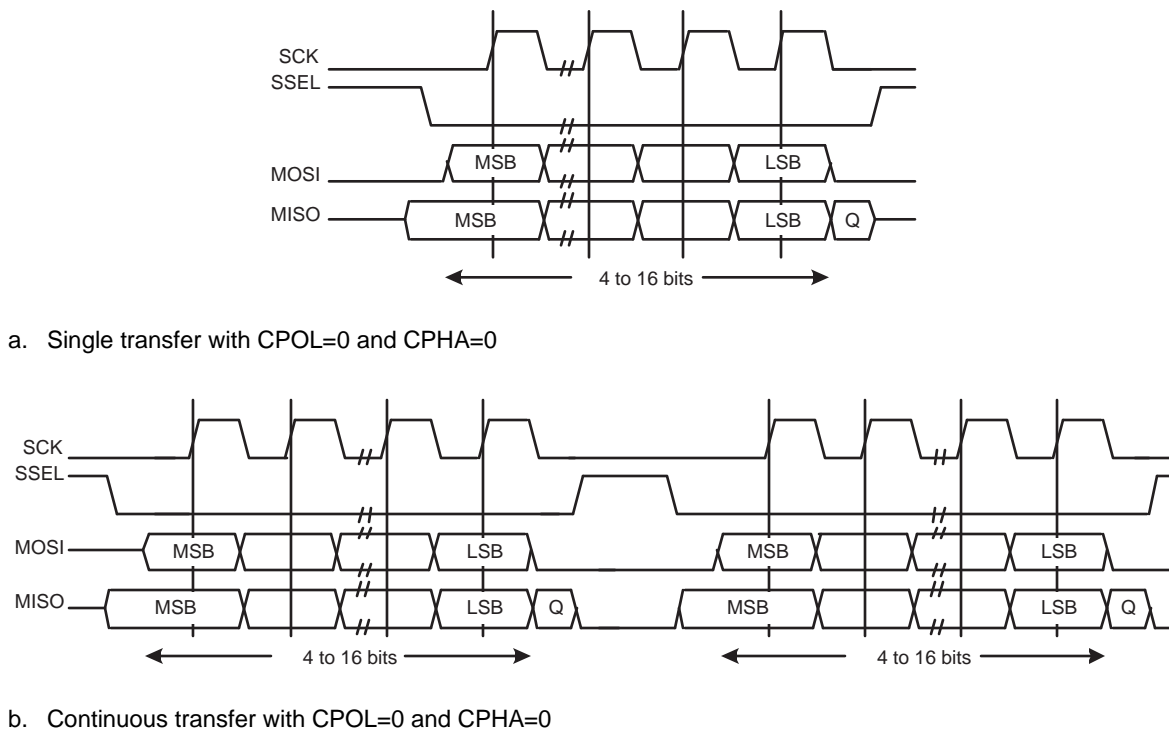 SCK
SSEL
MOSI MSB LSB
MISO MSB LSB Q
4 to 16 bits
a. Single transfer with CPOL=0 and CPHA=0
SCK
SSEL
MOSI MSB LSB MSB LSB
MISO MSB LSB Q MSB LSB Q
4 to 16 bits 4 to 16 bits
b. Continuous transfer with CPOL=0 and CPHA=0